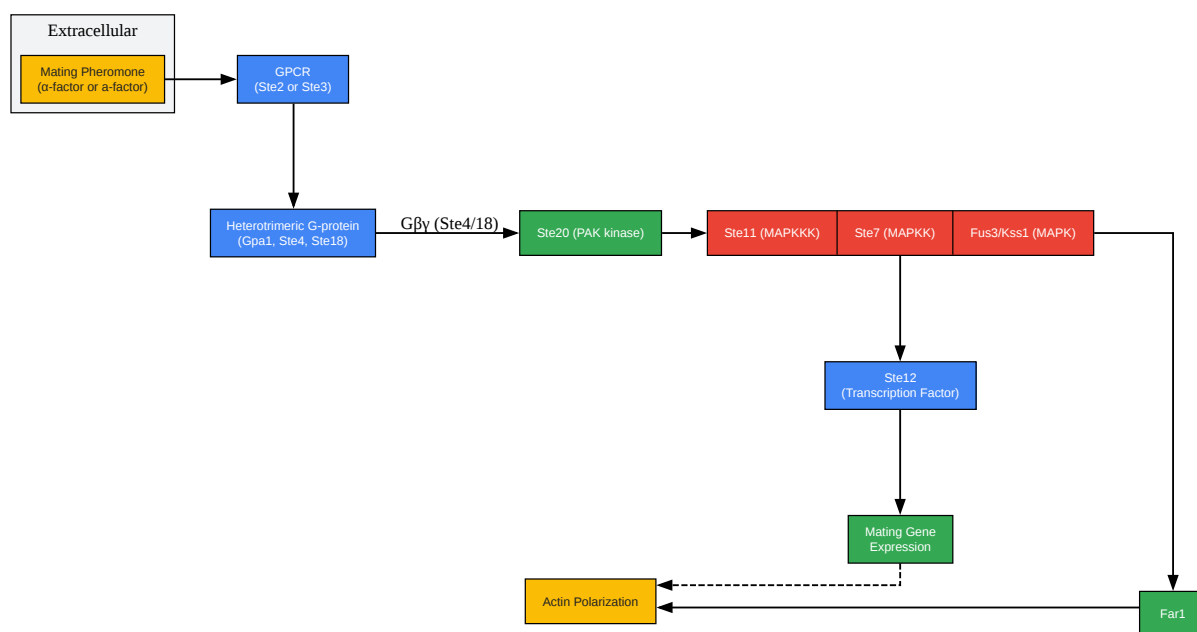 Extracellular
Mating Pheromone
(α-factor or a-factor)
GPCR
(Ste2 or Ste3)
Heterotrimeric G-protein
(Gpa1, Ste4, Ste18)
Gβγ (Ste4/18)
Ste20 (PAK kinase)
Ste11 (MAPKKK)
Ste7 (MAPKK)
Fus3/Kss1 (MAPK)
Ste12
(Transcription Factor)
Mating Gene
Expression
Actin Polarization
Far1